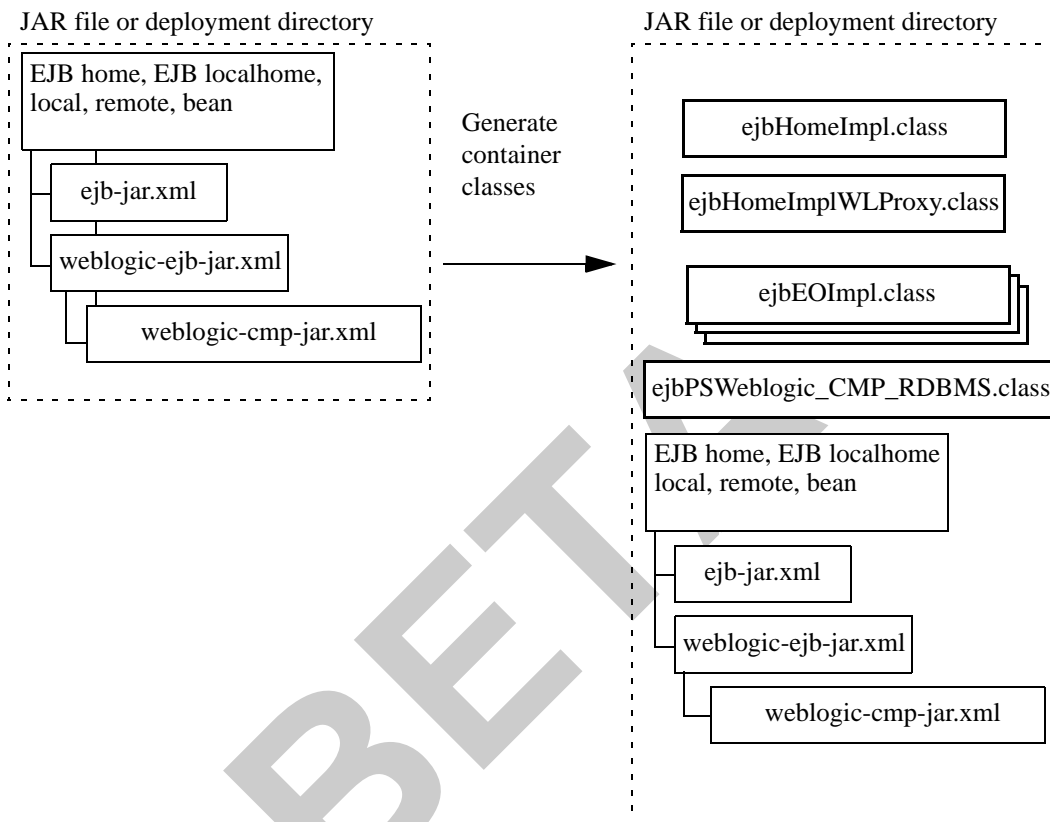 JAR file or deployment directory
EJB home, EJB localhome,
local, remote, bean
ejb-jar.xml
weblogic-ejb-jar.xml
weblogic-cmp-jar.xml
Generate
container
classes
JAR file or deployment directory
ejbHomeImpl.class
ejbHomeImplWLProxy.class
ejbEOImpl.class
ejbPSWeblogic_CMP_RDBMS.class
EJB home, EJB localhome
local, remote, bean
ejb-jar.xml
weblogic-ejb-jar.xml
weblogic-cmp-jar.xml
BETA